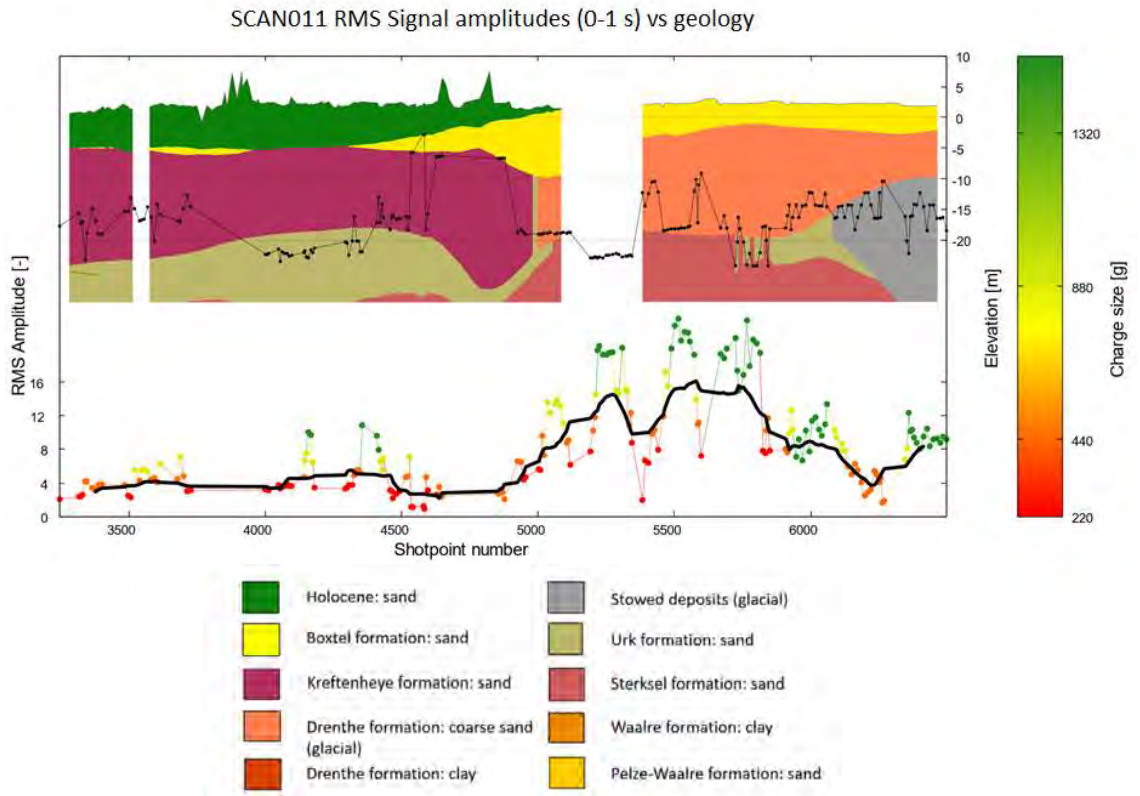 SCAN011 RMS Signal amplitudes (0-1 s) vs geology
10
5
0
-5
-10
-15
-20
Elevation [m]
1320
880
440
220
Charge size [g]
RMS Amplitude [-]
16
12
8
4
0
3500 4000 4500 5000 5500 6000
Shotpoint number
Holocene: sand
Boxtel formation: sand
Kreftenheye formation: sand
Drenthe formation: coarse sand
(glacial)
Drenthe formation: clay
Stowed deposits (glacial)
Urk formation: sand
Sterksel formation: sand
Waalre formation: clay
Pelze-Waalre formation: sand